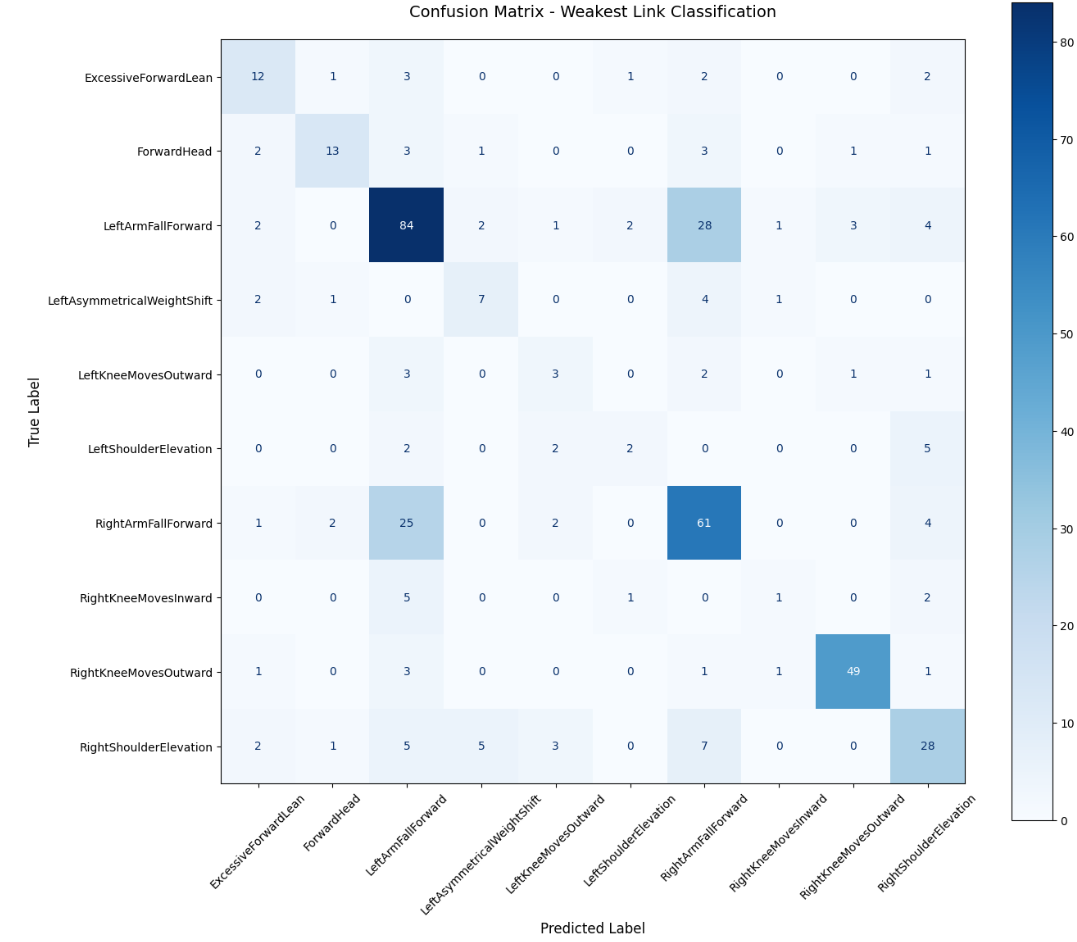 Confusion Matrix - Weakest Link Classification
True Label
ExcessiveForwardLean 12 1 3 0 0 1 2 0 0 2
ForwardHead 2 13 3 1 0 0 3 0 1 1
LeftArmFallForward 2 0 84 2 1 2 28 1 3 4
LeftAsymmetricalWeightShift 2 1 0 7 0 0 4 1 0 0
LeftKneeMovesOutward 0 0 3 0 3 0 2 0 1 1
LeftShoulderElevation 0 0 2 0 2 2 0 0 0 5
RightArmFallForward 1 2 25 0 2 0 61 0 0 4
RightKneeMovesInward 0 0 5 0 0 1 0 1 0 2
RightKneeMovesOutward 1 0 3 0 0 0 1 1 49 1
RightShoulderElevation 2 1 5 5 3 0 7 0 0 28
ExcessiveForwardLean
ForwardHead
LeftArmFallForward
LeftAsymmetricalWeightShift
LeftKneeMovesOutward
LeftShoulderElevation
RightArmFallForward
RightKneeMovesInward
RightKneeMovesOutward
RightShoulderElevation
Predicted Label
80
70
60
50
40
30
20
10
0